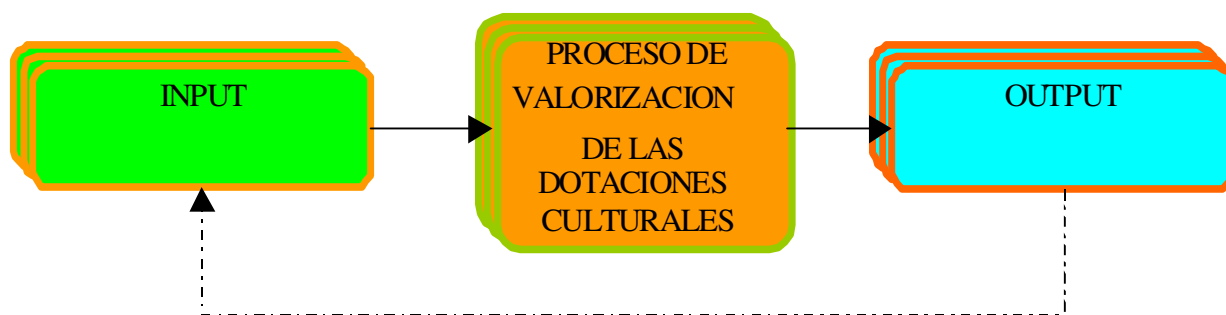 INPUT
PROCESO DE
VALORIZACION
DE LAS
DOTACIONES
CULTURALES
OUTPUT